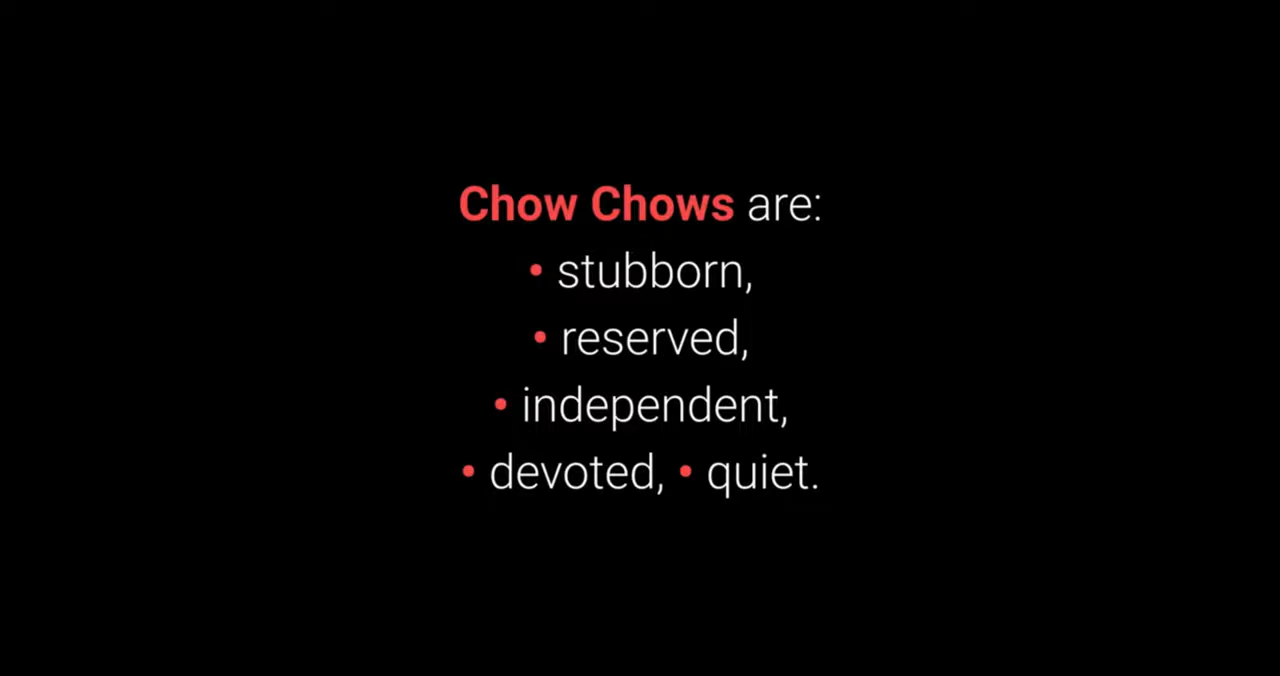 Chow Chows are:
• stubborn,
• reserved,
• independent,
• devoted, • quiet.